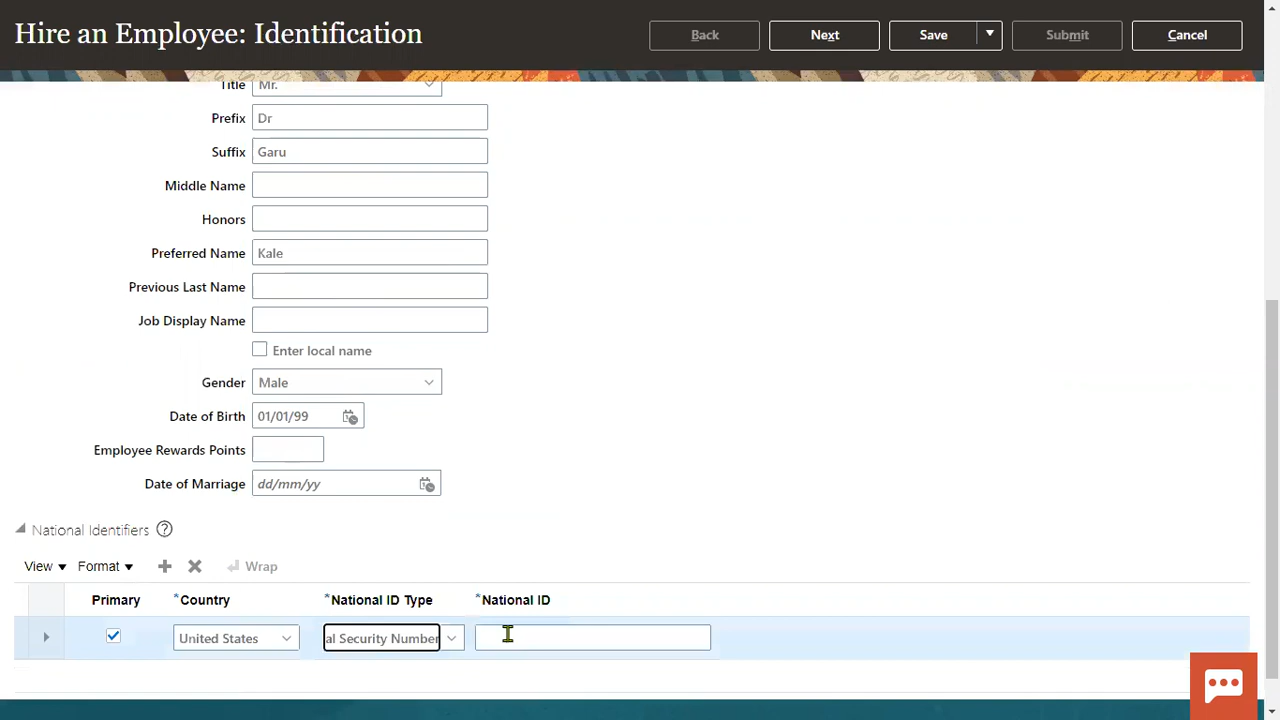 Hire an Employee: Identification
Back
Next
Save
Submit
Cancel
Title Mr.
Prefix Dr
Suffix Garu
Middle Name
Honors
Preferred Name Kale
Previous Last Name
Job Display Name
Enter local name
Gender Male
Date of Birth 01/01/99
Employee Rewards Points
Date of Marriage dd/mm/yy
National Identifiers ?
View Format Wrap
Primary *Country *National ID Type *National ID
United States al Security Number